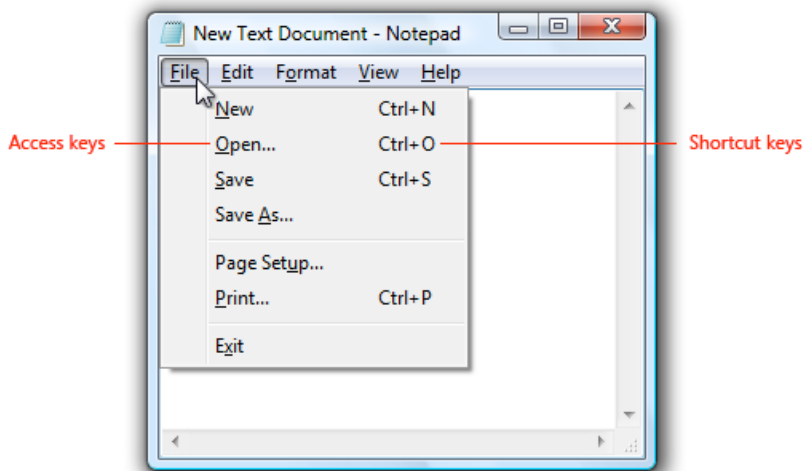 New Text Document - Notepad
File Edit Format View Help
New Ctrl+N
Access keys Open... Ctrl+O Shortcut keys
Save Ctrl+S
Save As...
Page Setup...
Print... Ctrl+P
Exit